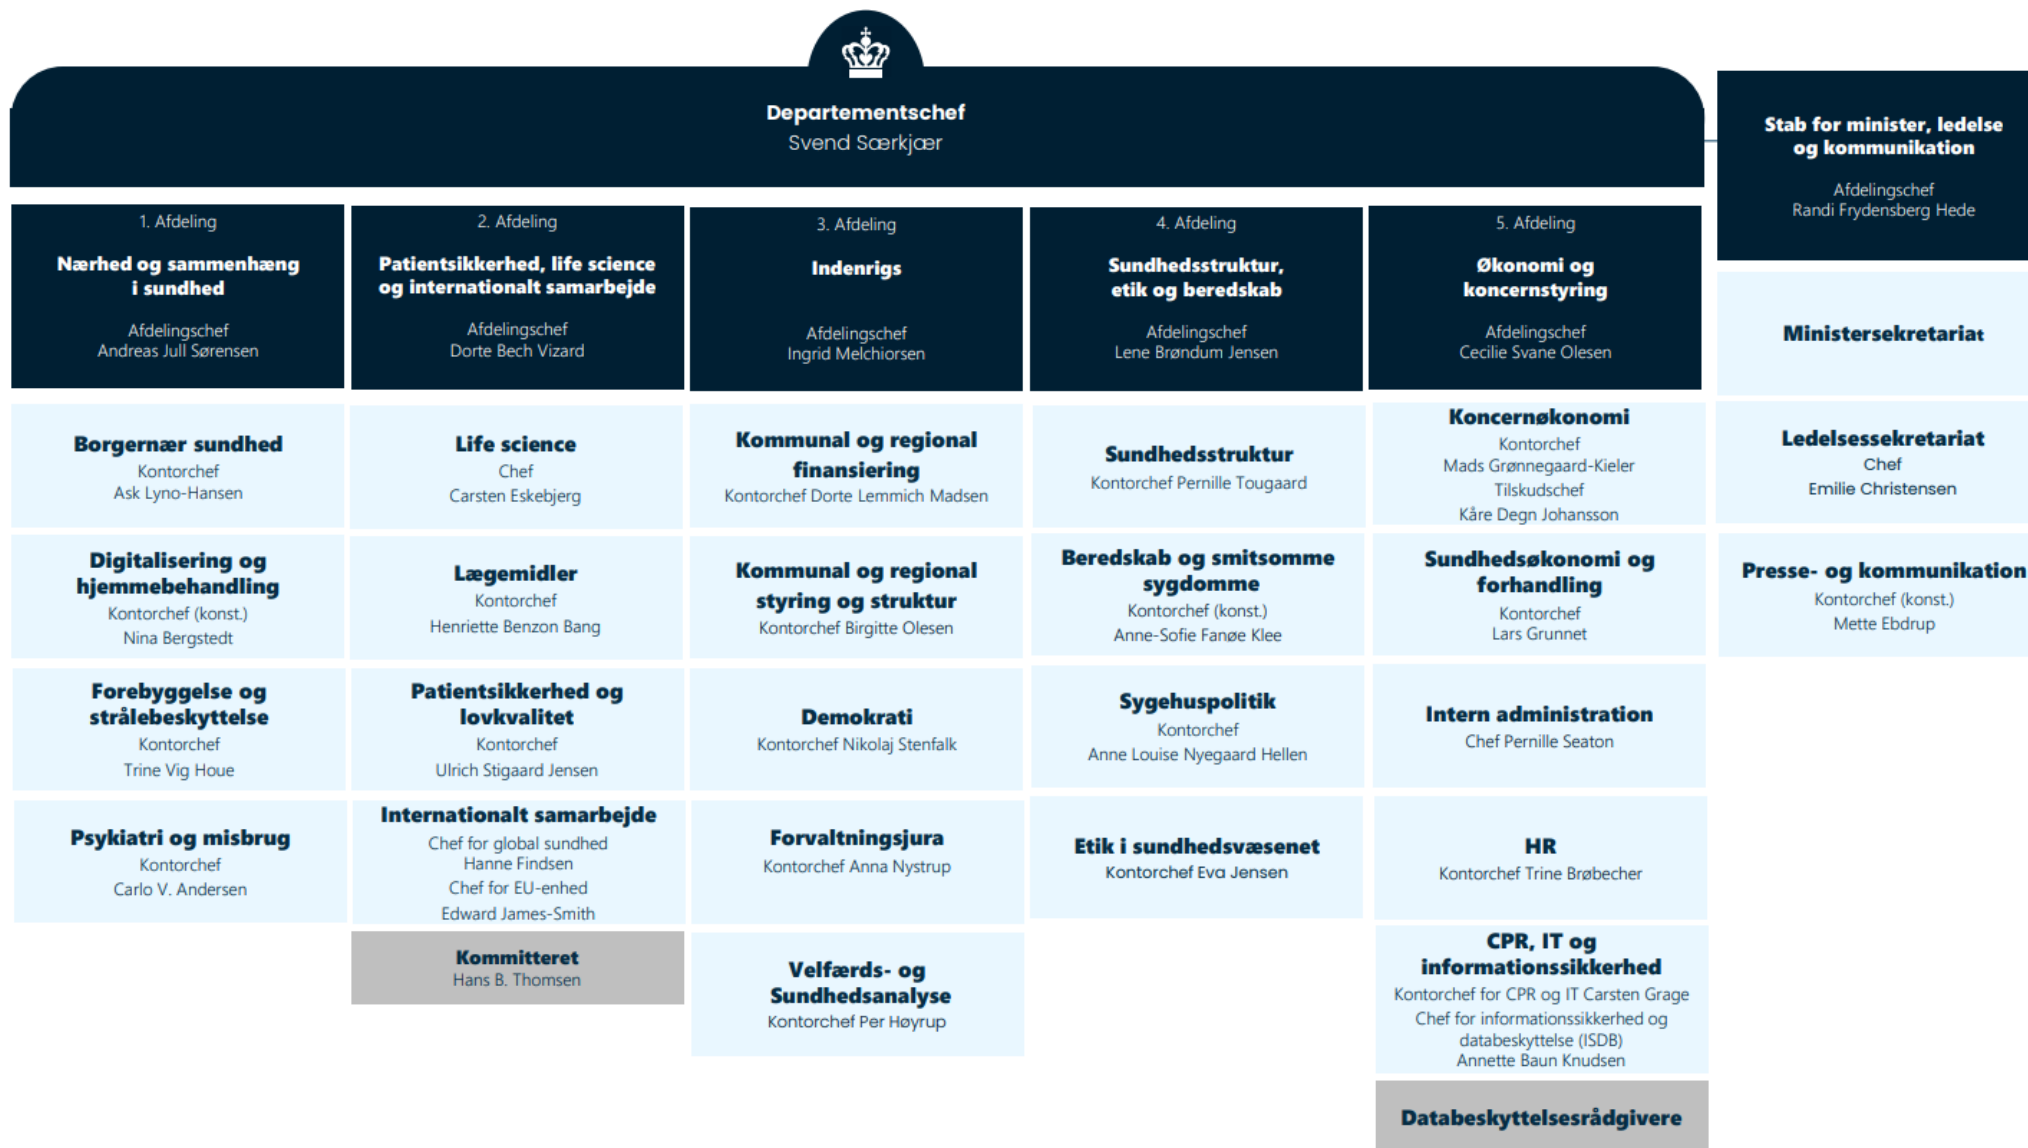 Departementschef
Svend Særkjær
Stab for minister, ledelse
og kommunikation
Afdelingschef
Randi Frydensberg Hede
Ministersekretariat
Ledelsessekretariat
Chef
Emilie Christensen
Presse- og kommunikation
Kontorchef (konst.)
Mette Ebdrup
1. Afdeling
Nærhed og sammenhæng
i sundhed
Afdelingschef
Andreas Jull Sørensen
Borgernær sundhed
Kontorchef
Ask Lyno-Hansen
Digitalisering og
hjemmebehandling
Kontorchef (konst.)
Nina Bergstedt
Forebyggelse og
strålebeskyttelse
Kontorchef
Trine Vig Houe
Psykiatri og misbrug
Kontorchef
Carlo V. Andersen
2. Afdeling
Patientsikkerhed, life science
og internationalt samarbejde
Afdelingschef
Dorte Bech Vizard
Life science
Chef
Carsten Eskebjerg
Lægemidler
Kontorchef
Henriette Benzon Bang
Patientsikkerhed og
lovkvalitet
Kontorchef
Ulrich Stigaard Jensen
Internationalt samarbejde
Chef for global sundhed
Hanne Findsen
Chef for EU-enhed
Edward James-Smith
Kommitteret
Hans B. Thomsen
3. Afdeling
Indenrigs
Afdelingschef
Ingrid Melchiorsen
Kommunal og regional
finansiering
Kontorchef Dorte Lemmich Madsen
Kommunal og regional
styring og struktur
Kontorchef Birgitte Olesen
Demokrati
Kontorchef Nikolaj Stenfalk
Forvaltningsjura
Kontorchef Anna Nystrup
Velfærds- og
Sundhedsanalyse
Kontorchef Per Høyrup
4. Afdeling
Sundhedsstruktur,
etik og beredskab
Afdelingschef
Lene Brøndum Jensen
Sundhedsstruktur
Kontorchef Pernille Tougaard
Beredskab og smitsomme
sygdomme
Kontorchef (konst.)
Anne-Sofie Fanøe Klee
Sygehuspolitik
Kontorchef
Anne Louise Nyegaard Hellen
Etik i sundhedsvæsenet
Kontorchef Eva Jensen
5. Afdeling
Økonomi og
koncernstyring
Afdelingschef
Cecilie Svane Olesen
Koncernøkonomi
Kontorchef
Mads Grønnegaard-Kieler
Tilskudschef
Kåre Degn Johansson
Sundhedsøkonomi og
forhandling
Kontorchef
Lars Grunnet
Intern administration
Chef Pernille Seaton
HR
Kontorchef Trine Brøbecher
CPR, IT og
informationssikkerhed
Kontorchef for CPR og IT Carsten Grage
Chef for informationssikkerhed og
databeskyttelse (ISDB)
Annette Baun Knudsen
Databeskyttelsesrådgivere